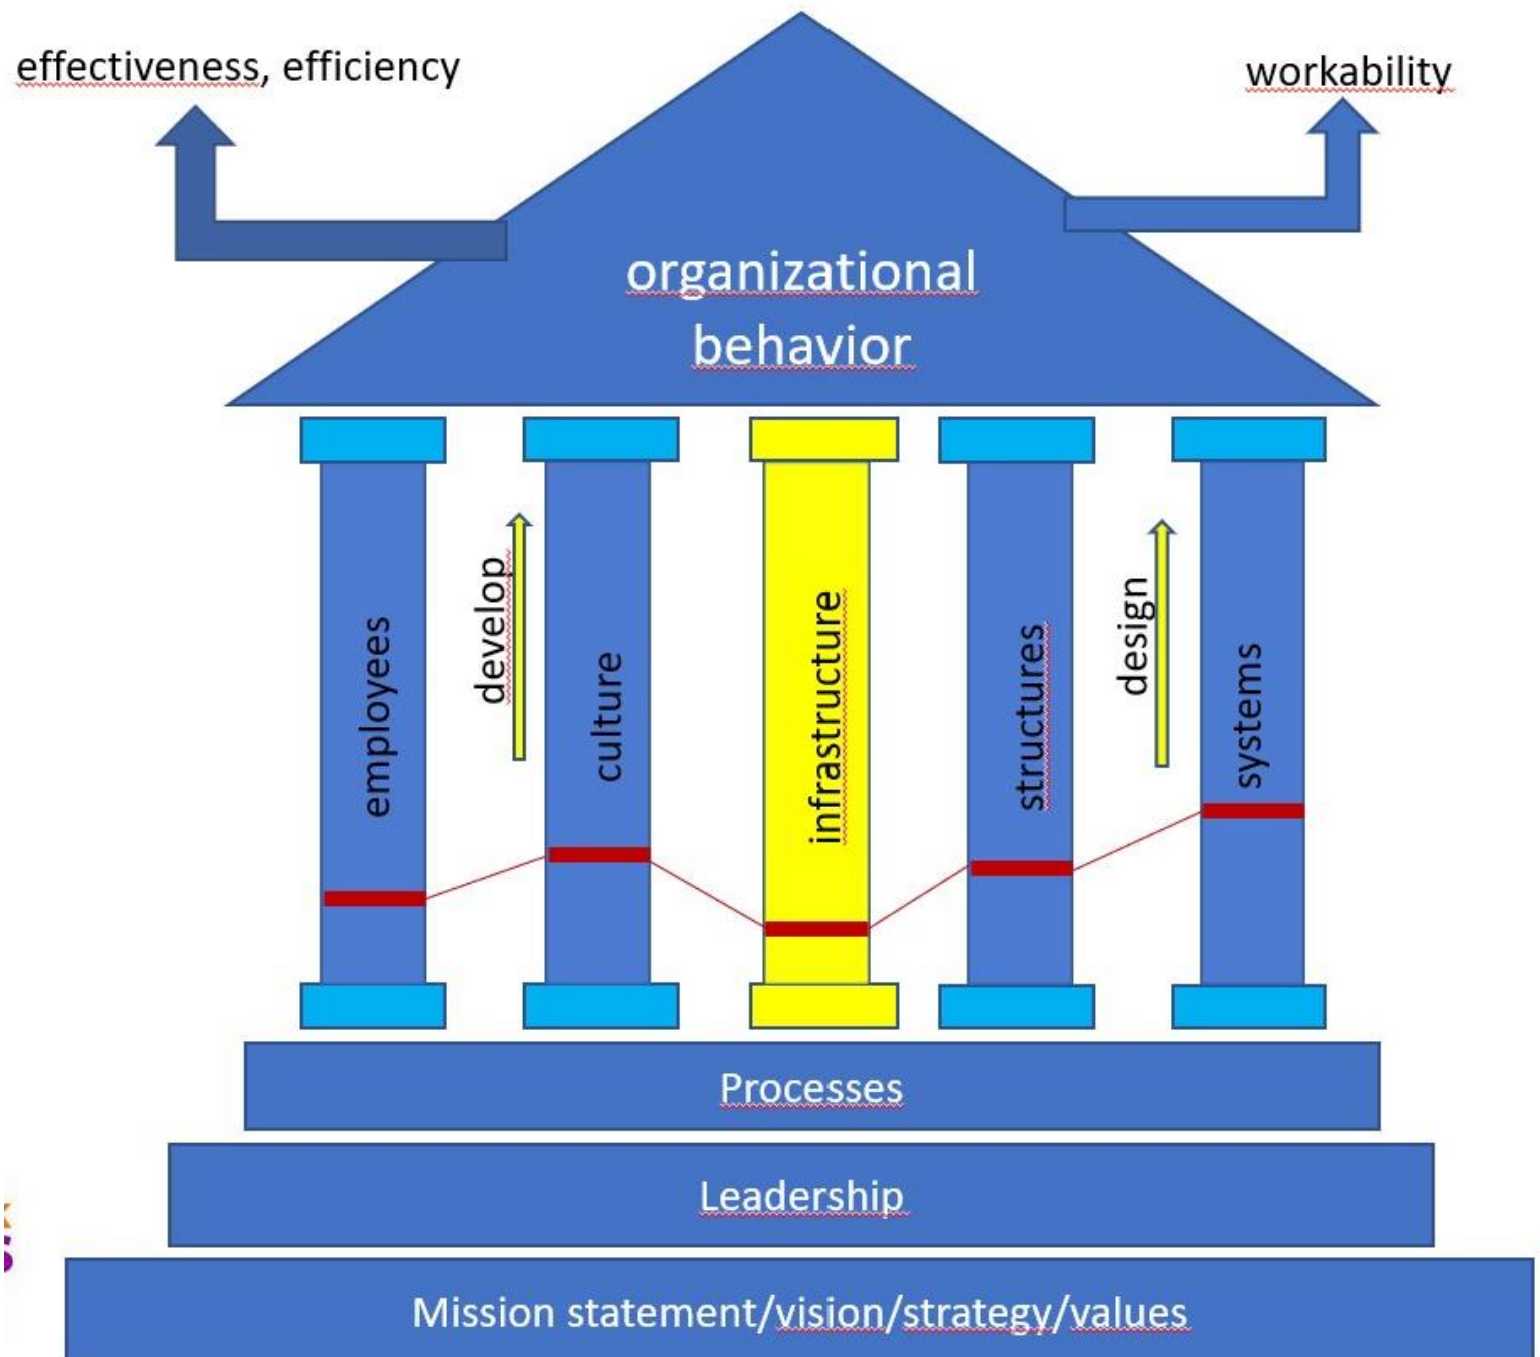 effectiveness, efficiency
workability
organizational
behavior
employees
develop
culture
infrastructure
structures
design
systems
Processes
Leadership
Mission statement/vision/strategy/values